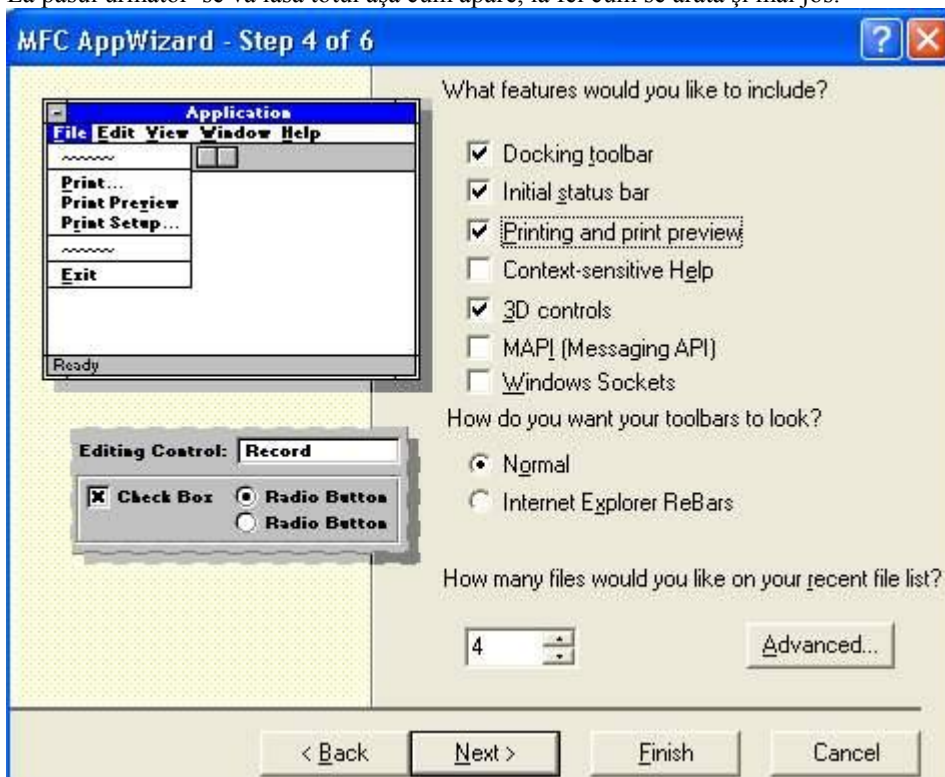 La pasul următor se va lăsa totul aşa cum apare, la fel cum se arată şi mai jos:
MFC AppWizard - Step 4 of 6
Application
File Edit View Window Help
Print...
Print Preview
Print Setup...
Exit
Ready
Editing Control: Record
Check Box Radio Button
Radio Button
What features would you like to include?
Docking toolbar
Initial status bar
Printing and print preview
Context-sensitive Help
3D controls
MAPI (Messaging API)
Windows Sockets
How do you want your toolbars to look?
Normal
Internet Explorer ReBars
How many files would you like on your recent file list?
4
Advanced...
< Back Next > Finish Cancel